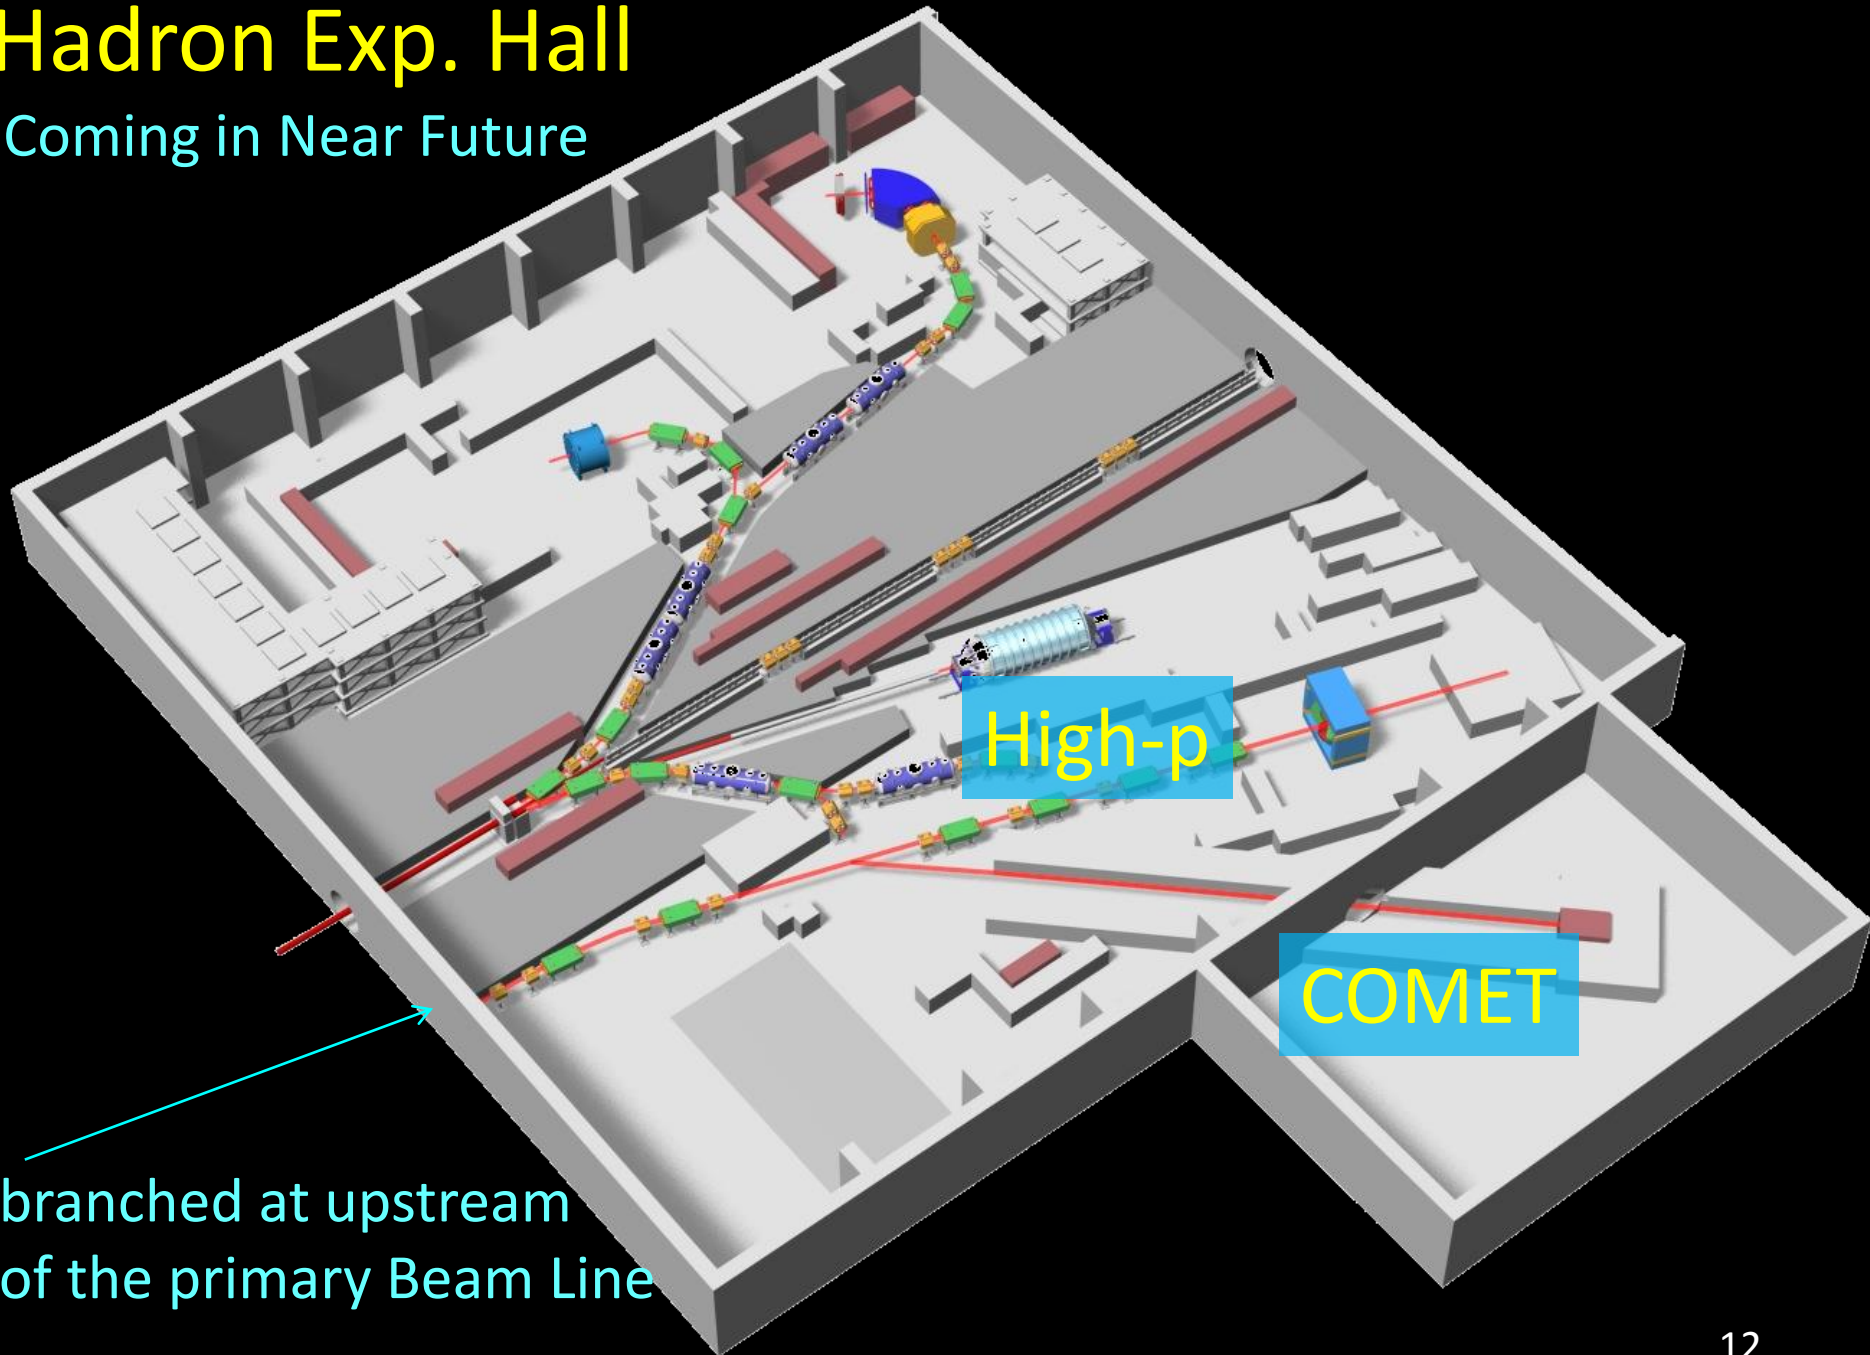 Hadron Exp. Hall
Coming in Near Future
High-p
COMET
branched at upstream
of the primary Beam Line
12